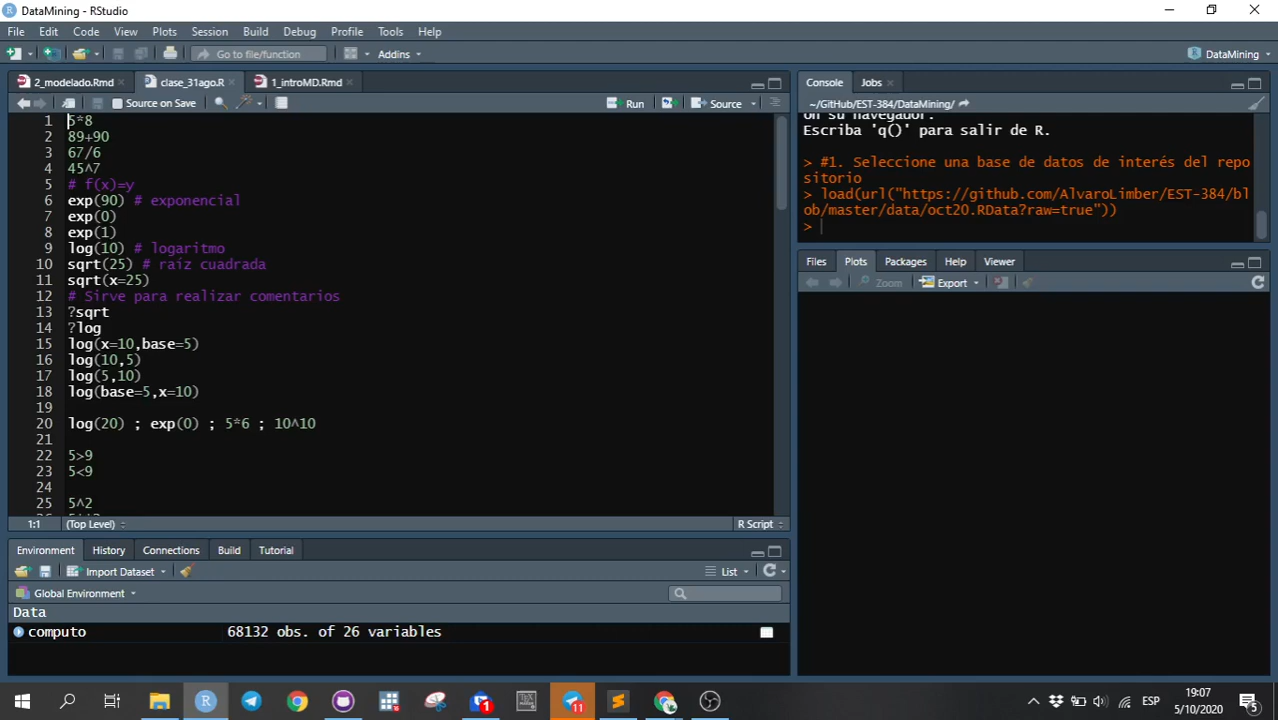 DataMining - RStudio
File Edit Code View Plots Session Build Debug Profile Tools Help
Go to file/function Addins DataMining
2_modelado.Rmd clase_31ago.R 1_introMD.Rmd
Source on Save Run Source
1 5*8
2 89+90
3 67/6
4 45^7
5 # f(x)=y
6 exp(90) # exponencial
7 exp(0)
8 exp(1)
9 log(10) # logaritmo
10 sqrt(25) # raiz cuadrada
11 sqrt(x=25)
12 # Sirve para realizar comentarios
13 ?sqrt
14 ?log
15 log(x=10,base=5)
16 log(10,5)
17 log(5,10)
18 log(base=5,x=10)
19
20 log(20) ; exp(0) ; 5*6 ; 10^10
21
22 5>9
23 5<9
24
25 5^2
1:1 (Top Level) R Script
Environment History Connections Build Tutorial
Import Dataset List
Global Environment
Data
computo 68132 obs. of 26 variables
Console Jobs
~/GitHub/EST-384/DataMining/
on su navegador.
Escriba 'q()' para salir de R.
> #1. Seleccione una base de datos de interés del repo
sitorio
> load(url("https://github.com/AlvaroLimber/EST-384/bl
ob/master/data/oct20.RData?raw=true"))
>
Files Plots Packages Help Viewer
Zoom Export
11 1 ESP 19:07
5/10/2020 5